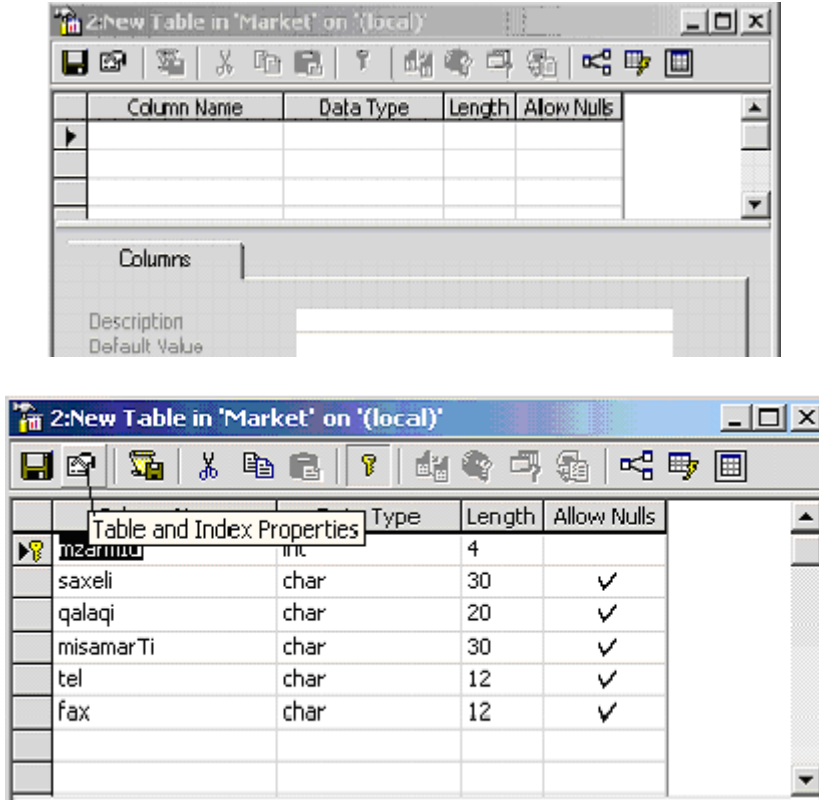 2:New Table in 'Market' on '(local)'
Column Name Data Type Length Allow Nulls
Columns
Description
Default Value
2:New Table in 'Market' on '(local)'
Type Length Allow Nulls
Table and Index Properties
int 4
saxeli char 30
qalaqi char 20
misamarTi char 30
tel char 12
fax char 12